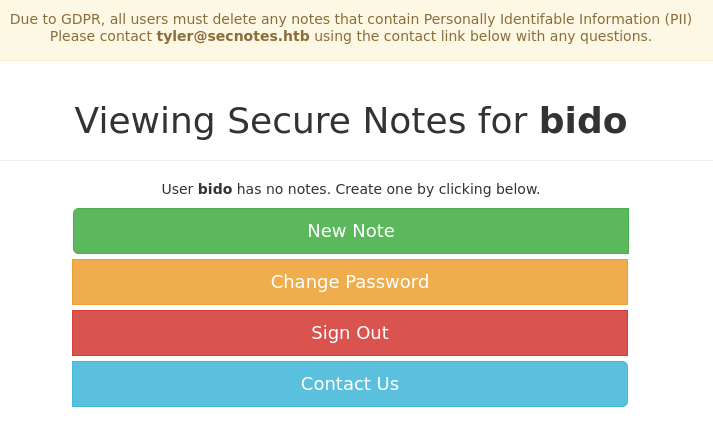 Due to GDPR, all users must delete any notes that contain Personally Identifable Information (PII)
Please contact tyler@secnotes.htb using the contact link below with any questions.
Viewing Secure Notes for bido
User bido has no notes. Create one by clicking below.
New Note
Change Password
Sign Out
Contact Us